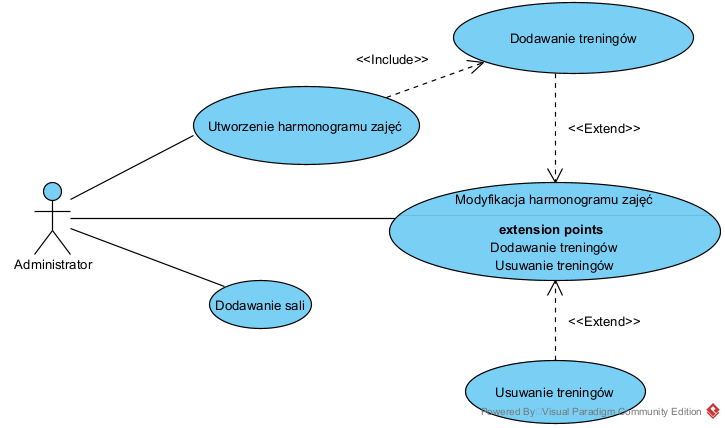 Dodawanie treningów
<<Include>>
Utworzenie harmonogramu zajęć
<<Extend>>
Modyfikacja harmonogramu zajęć
extension points
Dodawanie treningów
Usuwanie treningów
Administrator
Dodawanie sali
<<Extend>>
Usuwanie treningów
Powered By Visual Paradigm Community Edition